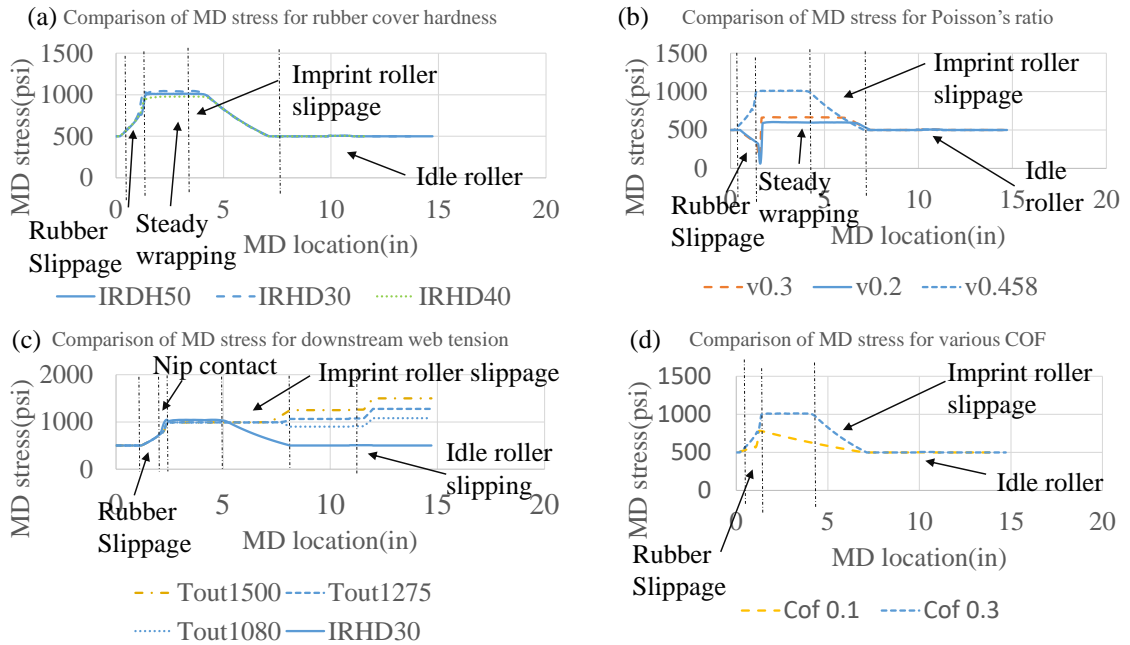 (a) Comparison of MD stress for rubber cover hardness
1500
1000
500
0
MD stress(psi)
Imprint roller
slippage
Idle roller
Rubber
Slippage
Steady
wrapping
0 5 10 15 20
MD location(in)
IRDH50 IRHD30 IRHD40
(b) Comparison of MD stress for Poisson’s ratio
1500
1000
500
0
MD stress(psi)
Imprint roller
slippage
Idle
roller
Rubber
Slippage
Steady
wrapping
0 5 10 15 20
MD location(in)
v0.3 v0.2 v0.458
(c) Comparison of MD stress for downstream web tension
Nip contact
2000
1000
0
MD stress(psi)
Imprint roller slippage
Idle roller
slipping
Rubber
Slippage
0 5 10 15 20
MD location(in)
Tout1500 Tout1275
Tout1080 IRHD30
(d) Comparison of MD stress for various COF
1500
1000
500
0
MD stress(psi)
Imprint roller
slippage
Idle roller
Rubber
Slippage
0 5 10 15 20
MD location(in)
Cof 0.1 Cof 0.3